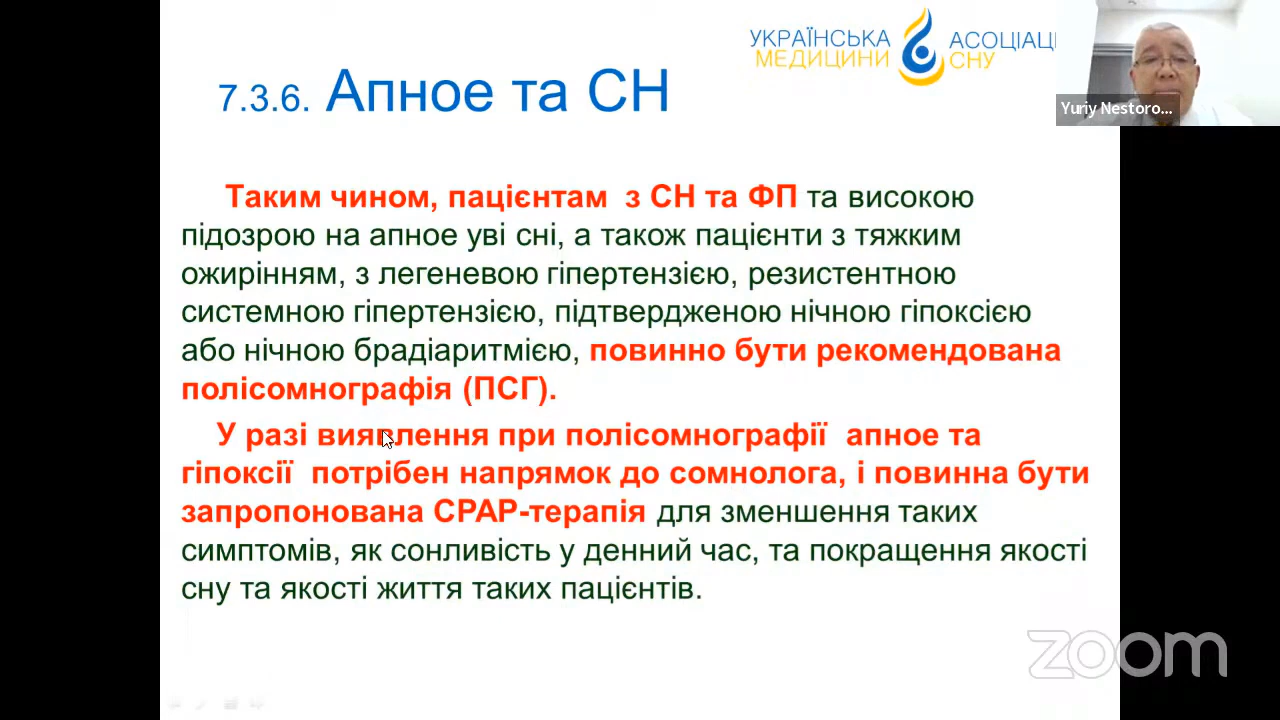 УКРАЇНСЬКА АСОЦІАЦІ
МЕДИЦИНИ СНУ
Yuriy Nestoro...
7.3.6. Апное та СН
Таким чином, пацієнтам з СН та ФП та високою
підозрою на апное уві сні, а також пацієнти з тяжким
ожирінням, з легеневою гіпертензією, резистентною
системною гіпертензією, підтвердженою нічною гіпоксією
або нічною брадіаритмією, повинно бути рекомендована
полісомнографія (ПСГ).
У разі виявлення при полісомнографії апное та
гіпоксії потрібен напрямок до сомнолога, і повинна бути
запропонована СРАР-терапія для зменшення таких
симптомів, як сонливість у денний час, та покращення якості
сну та якості життя таких пацієнтів.
zoom